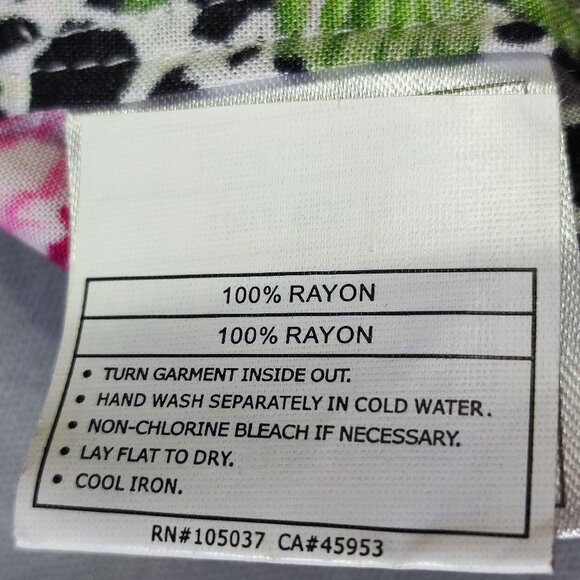 100% RAYON
100% RAYON
• TURN GARMENT INSIDE OUT.
• HAND WASH SEPARATELY IN COLD WATER.
• NON-CHLORINE BLEACH IF NECESSARY.
• LAY FLAT TO DRY.
• COOL IRON.
RN#105037 CA#45953